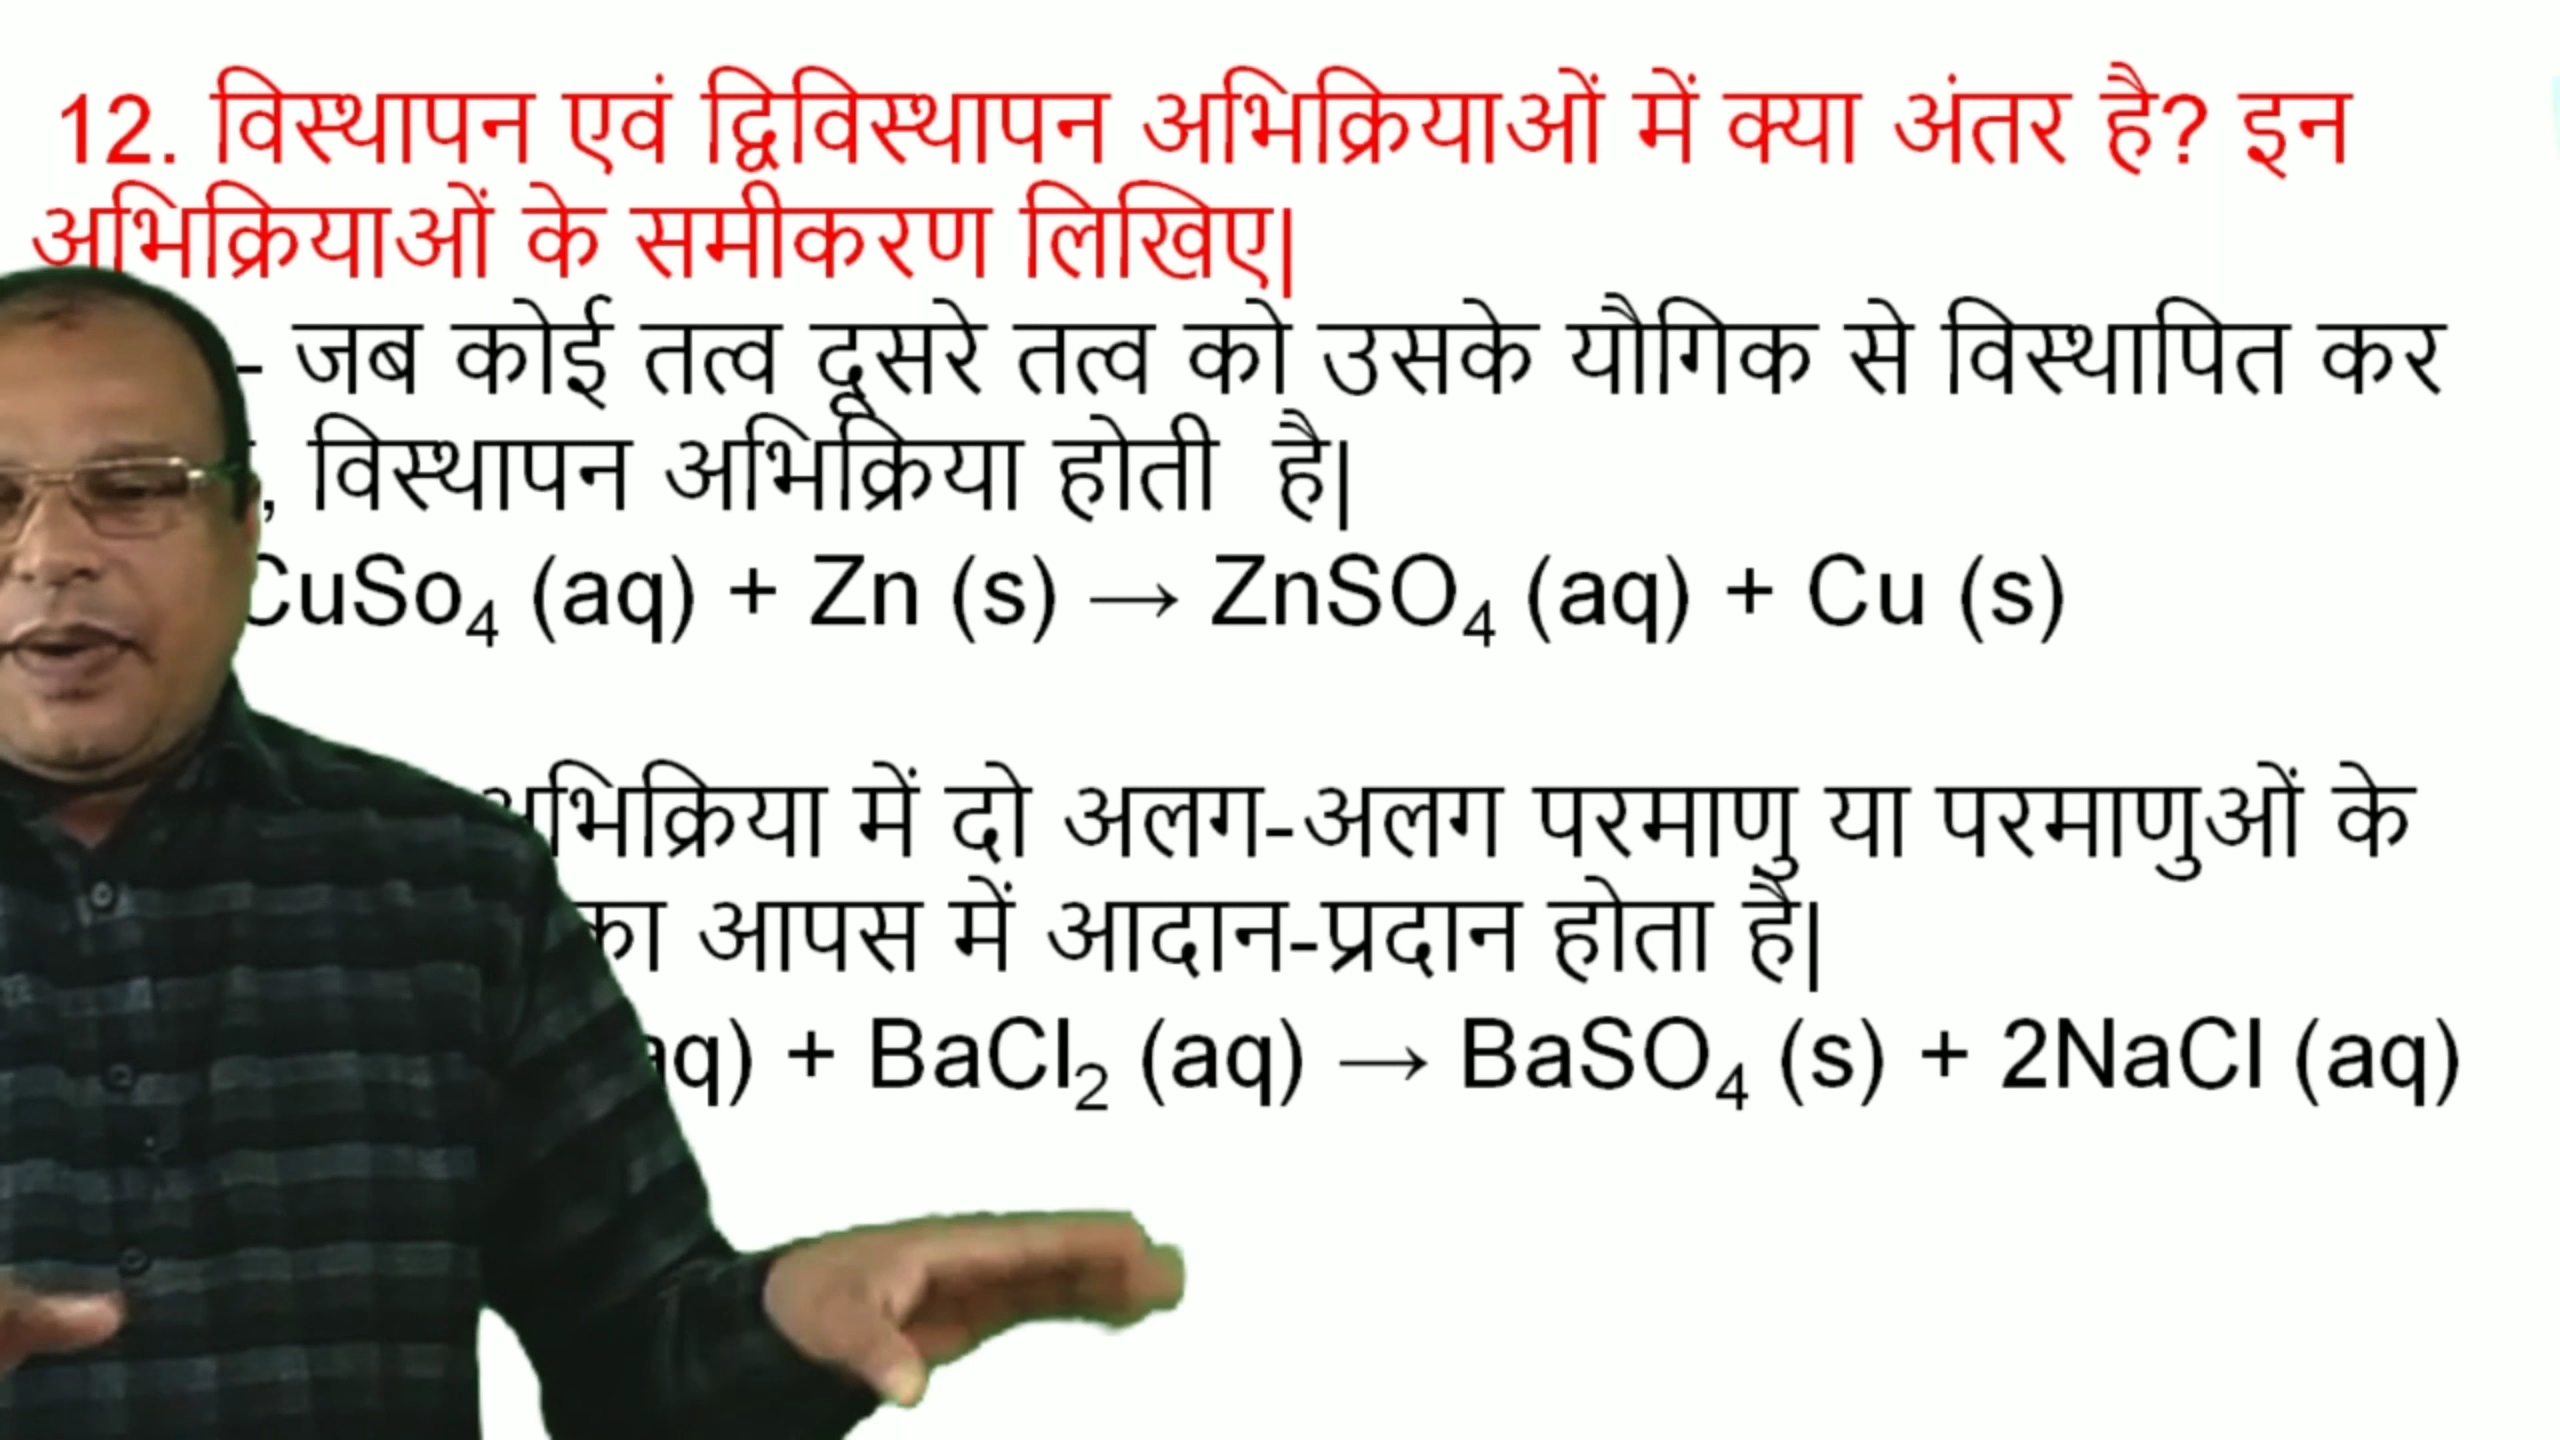 12. विस्थापन एवं द्विविस्थापन अभिक्रियाओं में क्या अंतर है? इन
अभिक्रियाओं के समीकरण लिखिए|
- जब कोई तत्व दूसरे तत्व को उसके यौगिक से विस्थापित कर
, विस्थापन अभिक्रिया होती है|
CuSo₄ (aq) + Zn (s) → ZnSO₄ (aq) + Cu (s)
अभिक्रिया में दो अलग-अलग परमाणु या परमाणुओं के
का आपस में आदान-प्रदान होता है|
+ BaCl₂ (aq) → BaSO₄ (s) + 2NaCl (aq)